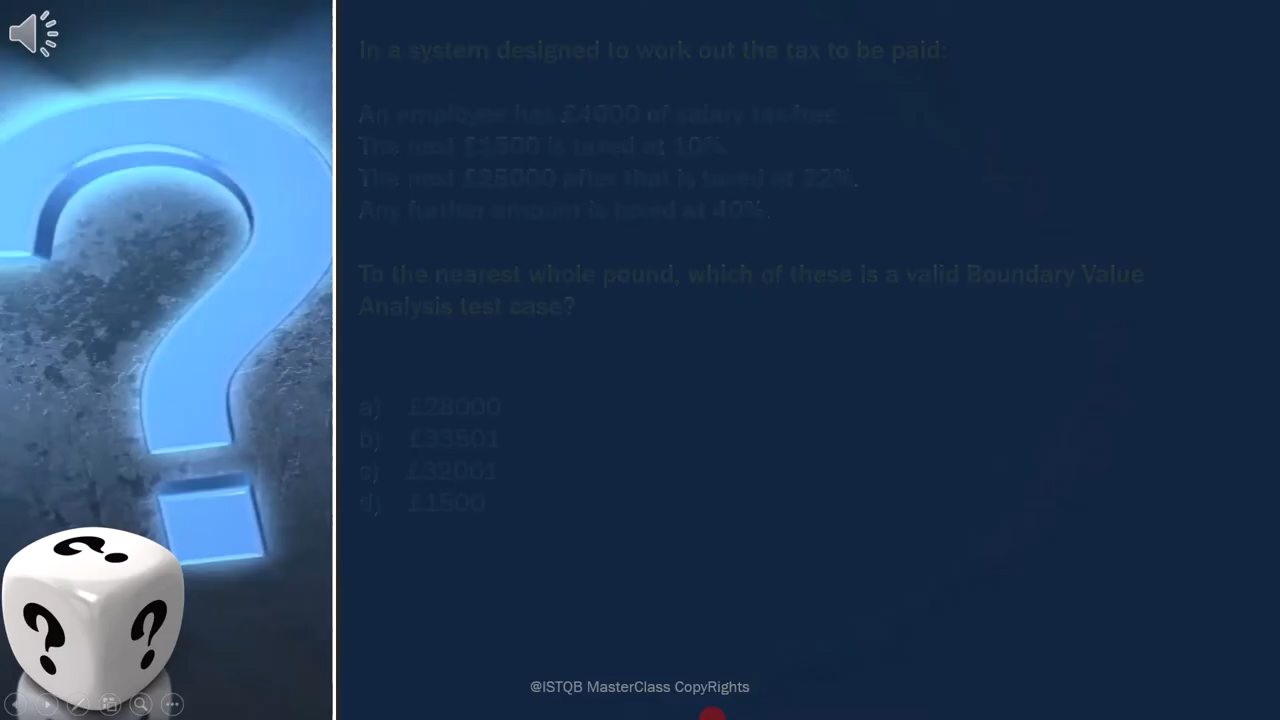 In a system designed to work out the tax to be paid:
An employee has £4000 of salary tax-free.
The next £1500 is taxed at 10%.
The next £28000 after that is taxed at 22%.
Any further amount is taxed at 40%.
To the nearest whole pound, which of these is a valid Boundary Value
Analysis test case?
a) £28000
b) £33501
c) £32001
d) £1500
@ISTQB MasterClass CopyRights